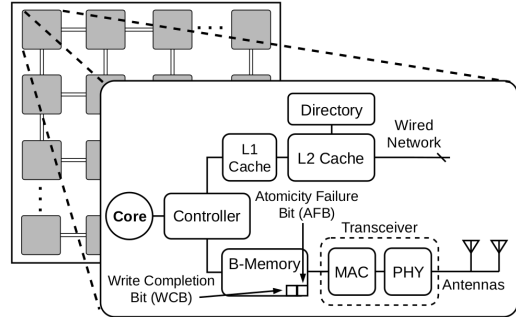 Directory
Wired
Network
L1
Cache
L2 Cache
Atomicity Failure
Bit (AFB)
Core
Controller
Transceiver
B-Memory
MAC
PHY
Antennas
Write Completion
Bit (WCB)